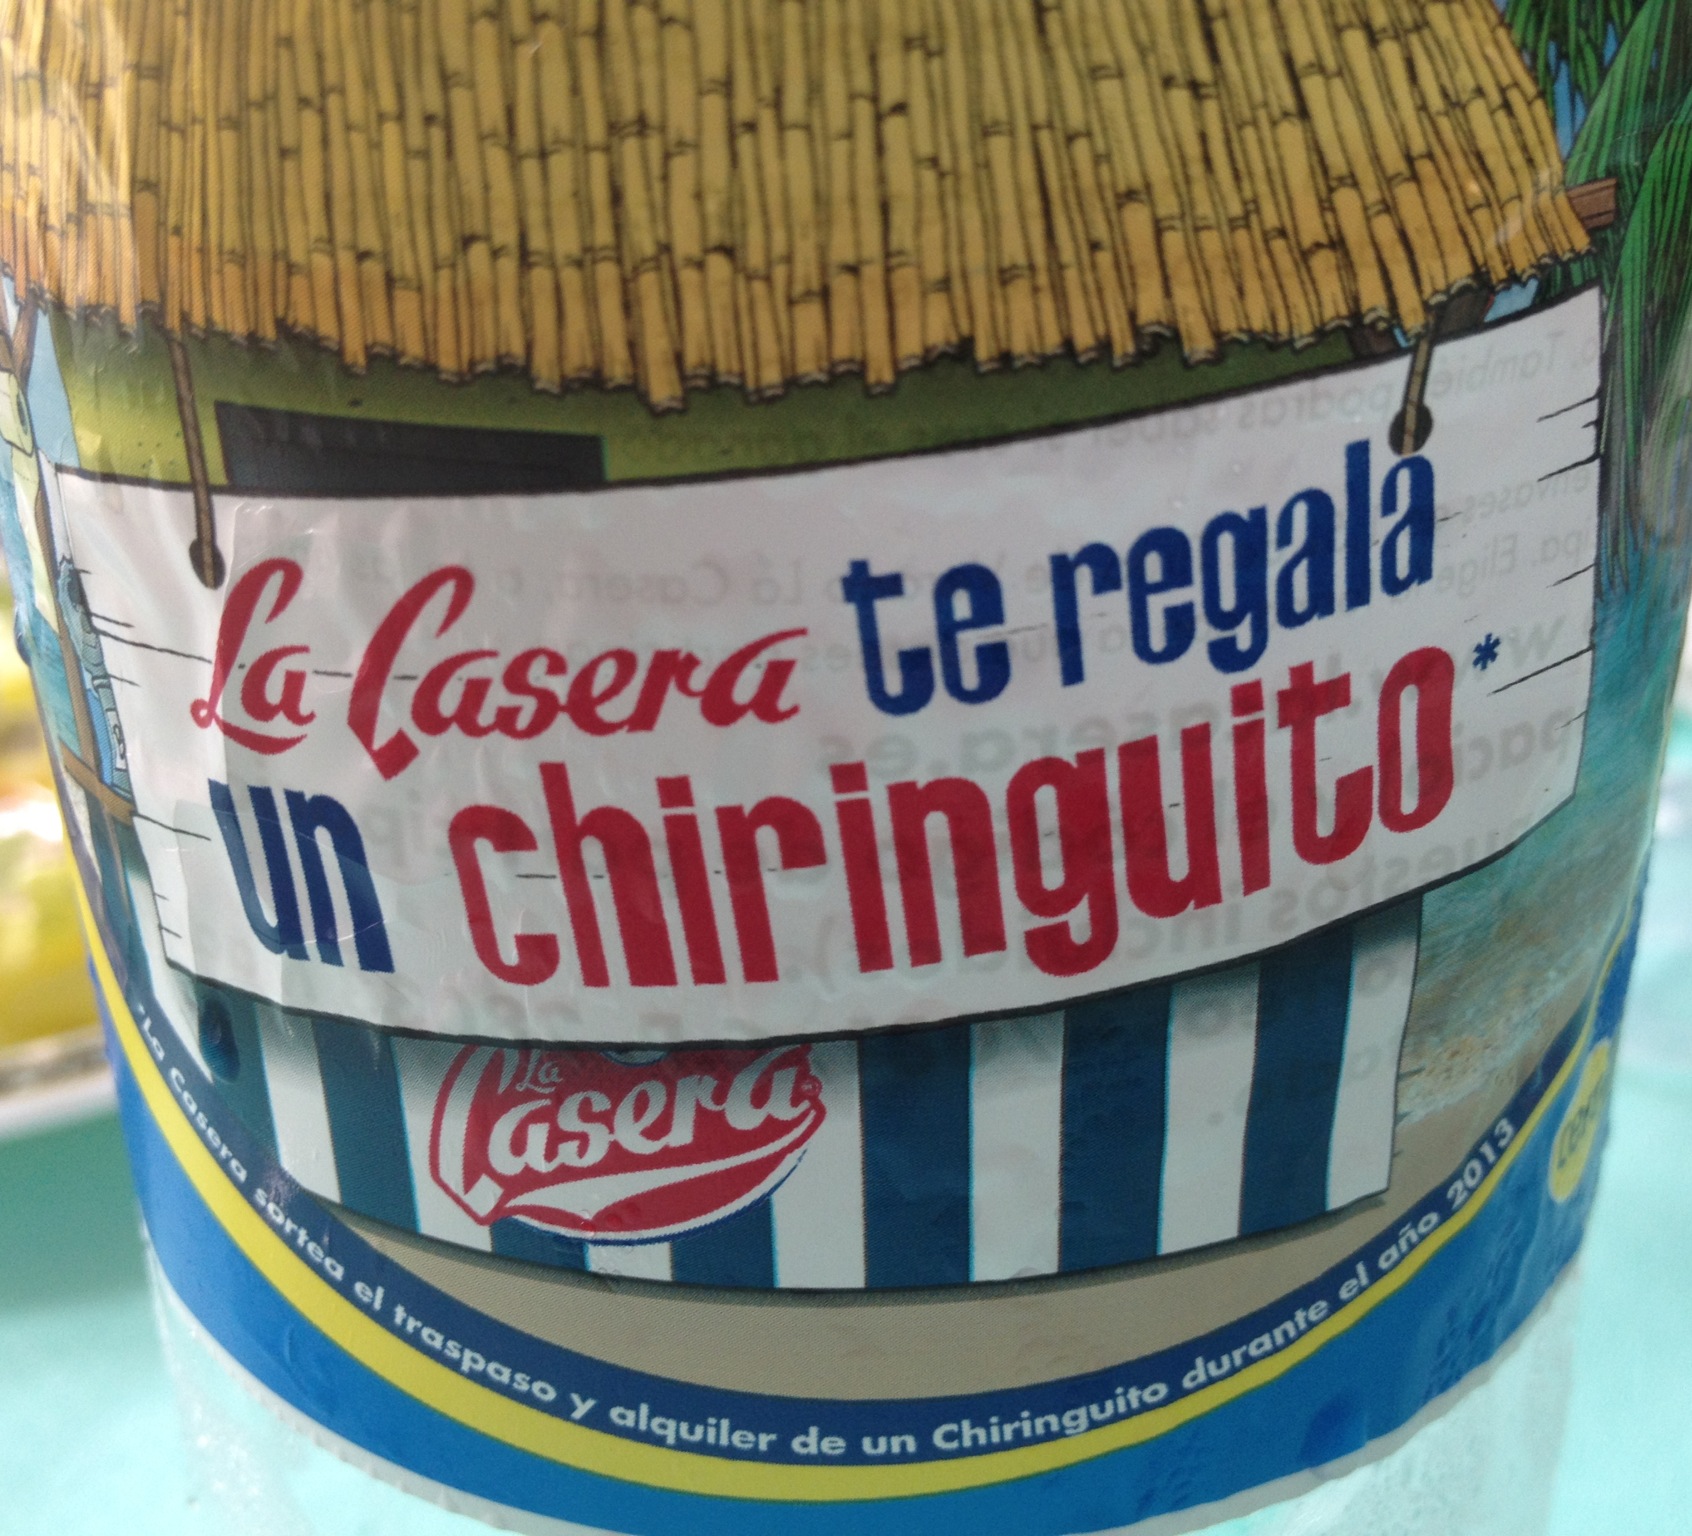 La Casera te regala
un chiringuito*
La Casera
*La Casera sortea el traspaso y alquiler de un Chiringuito durante el año 2013